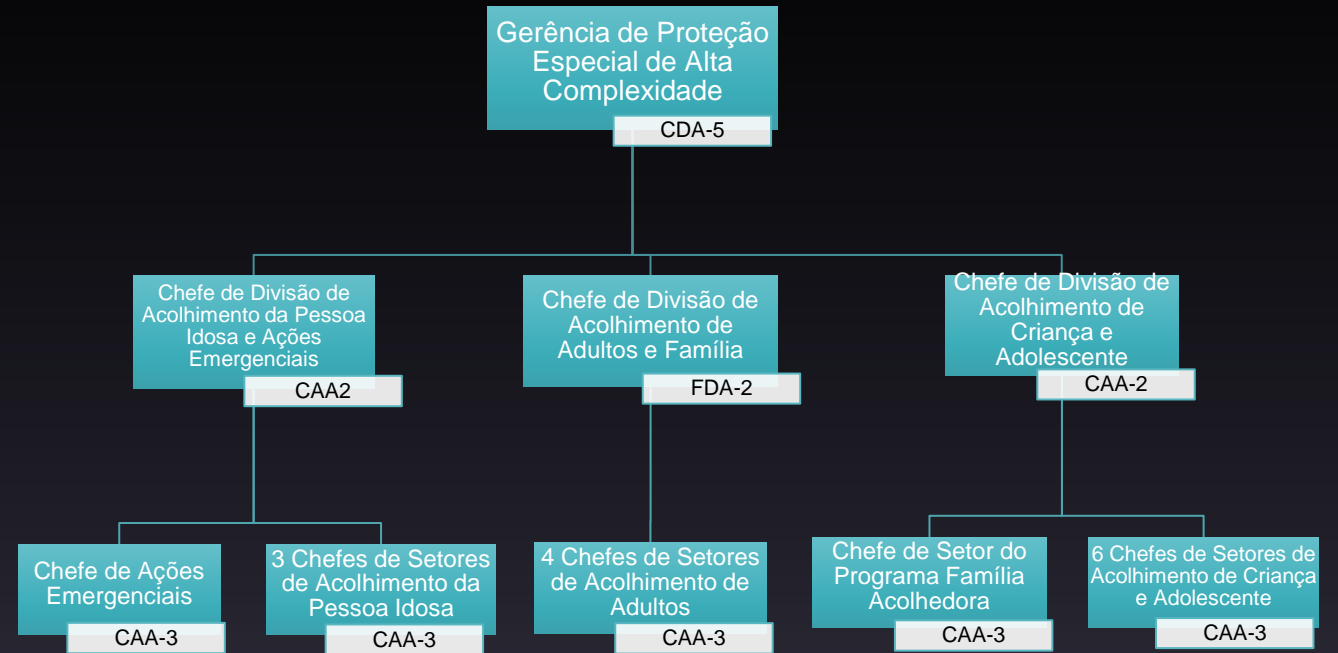 Gerência de Proteção
Especial de Alta
Complexidade
CDA-5
Chefe de Divisão de
Acolhimento da Pessoa
Idosa e Ações
Emergenciais
CAA2
Chefe de Divisão de
Acolhimento de
Adultos e Família
FDA-2
Chefe de Divisão de
Acolhimento de
Criança e
Adolescente
CAA-2
Chefe de Ações
Emergenciais
CAA-3
3 Chefes de Setores
de Acolhimento da
Pessoa Idosa
CAA-3
4 Chefes de Setores
de Acolhimento de
Adultos
CAA-3
Chefe de Setor do
Programa Família
Acolhedora
CAA-3
6 Chefes de Setores de
Acolhimento de Criança
e Adolescente
CAA-3